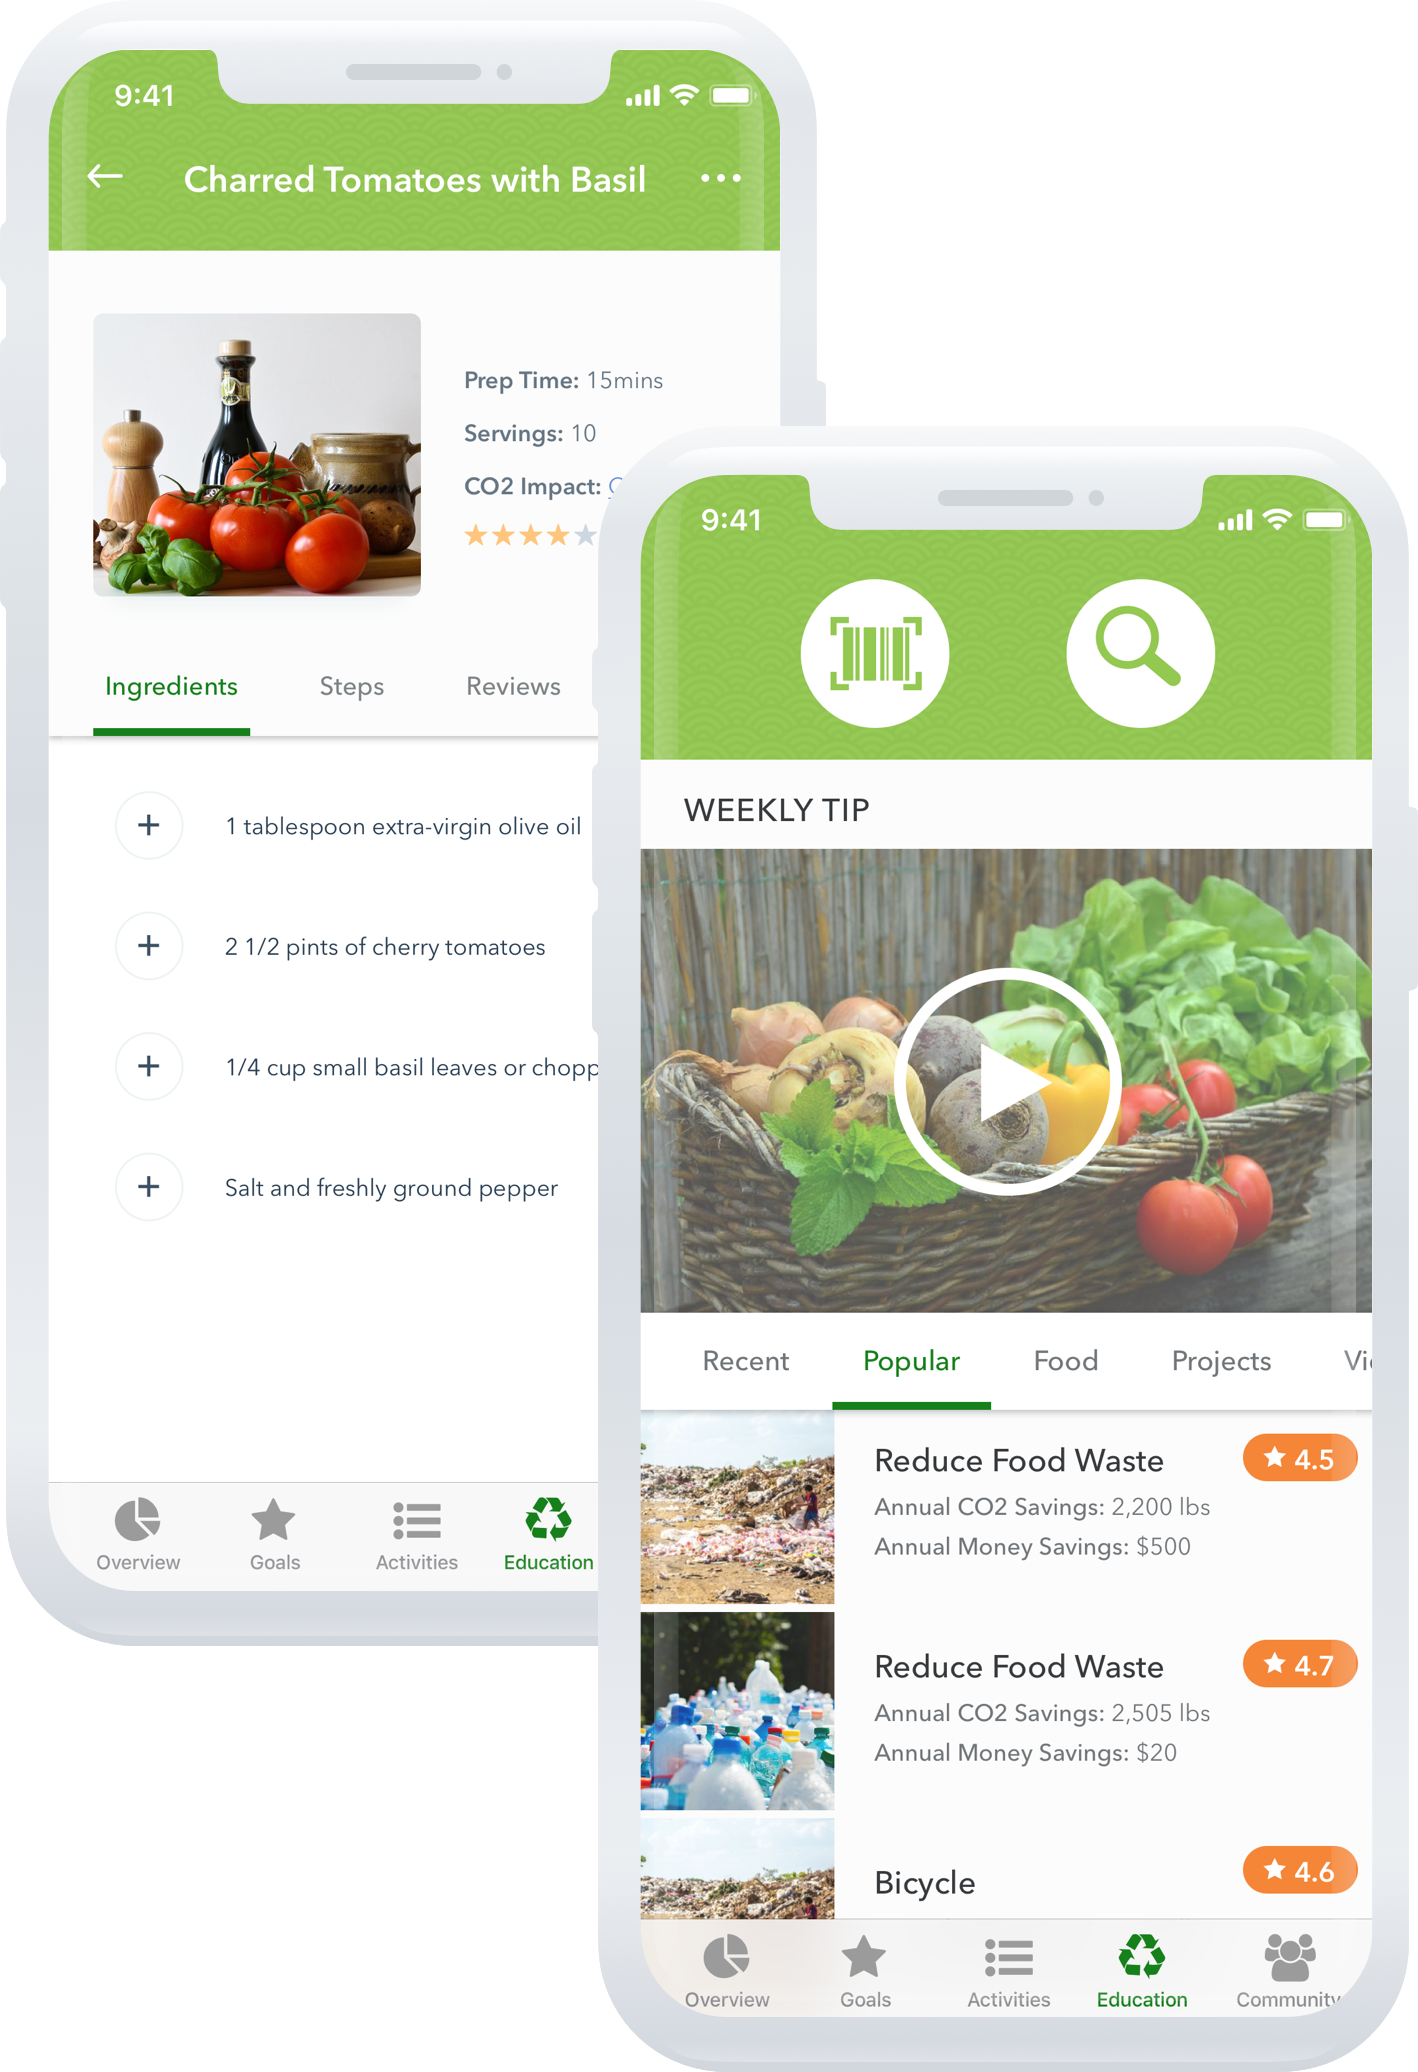 9:41
Charred Tomatoes with Basil
Prep Time: 15mins
Servings: 10
CO2 Impact:
Ingredients Steps Reviews
1 tablespoon extra-virgin olive oil
2 1/2 pints of cherry tomatoes
1/4 cup small basil leaves or chopp
Salt and freshly ground pepper
Overview Goals Activities Education
9:41
WEEKLY TIP
Recent Popular Food Projects
Reduce Food Waste 4.5
Annual CO2 Savings: 2,200 lbs
Annual Money Savings: $500
Reduce Food Waste 4.7
Annual CO2 Savings: 2,505 lbs
Annual Money Savings: $20
Bicycle 4.6
Overview Goals Activities Education Community